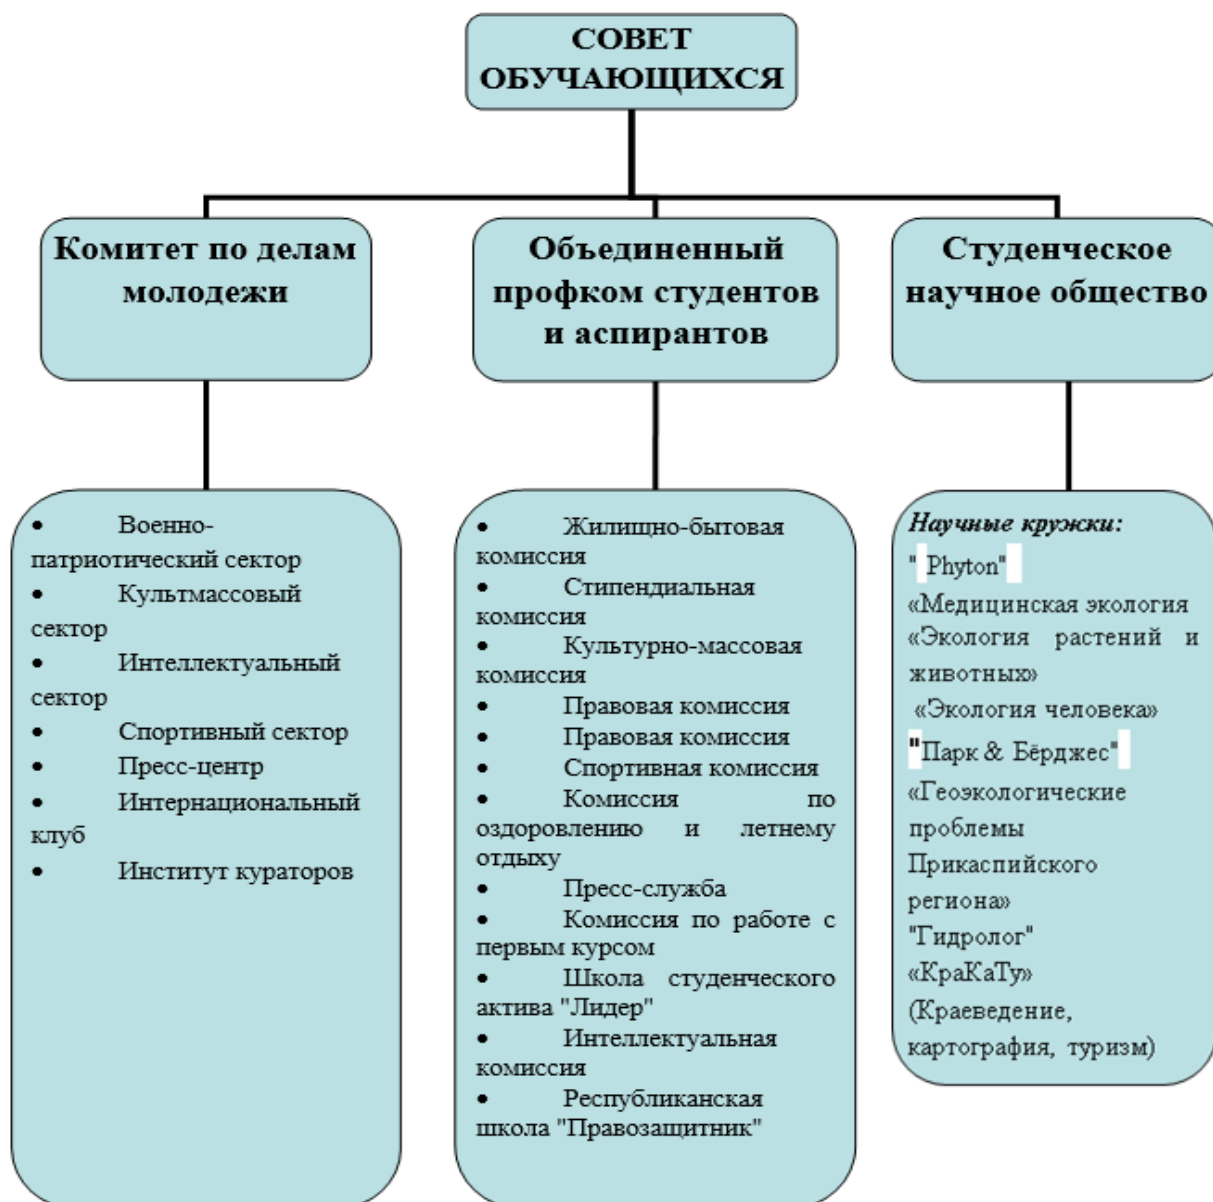 СОВЕТ
ОБУЧАЮЩИХСЯ
Комитет по делам
молодежи
Объединенный
профком студентов
и аспирантов
Студенческое
научное общество
• Военно-
патриотический сектор
• Культмассовый
сектор
• Интеллектуальный
сектор
• Спортивный сектор
• Пресс-центр
• Интернациональный
клуб
• Институт кураторов
• Жилищно-бытовая
комиссия
• Стипендиальная
комиссия
• Культурно-массовая
комиссия
• Правовая комиссия
• Правовая комиссия
• Спортивная комиссия
• Комиссия по
оздоровлению и летнему
отдыху
• Пресс-служба
• Комиссия по работе с
первым курсом
• Школа студенческого
актива "Лидер"
• Интеллектуальная
комиссия
• Республиканская
школа "Правозащитник"
Научные кружки:
" Phyton"
«Медицинская экология
«Экология растений и
животных»
«Экология человека»
"Парк & Бёрджес"
«Геоэкологические
проблемы
Прикаспийского
региона»
"Гидролог"
«КраКаТу»
(Краеведение,
картография, туризм)